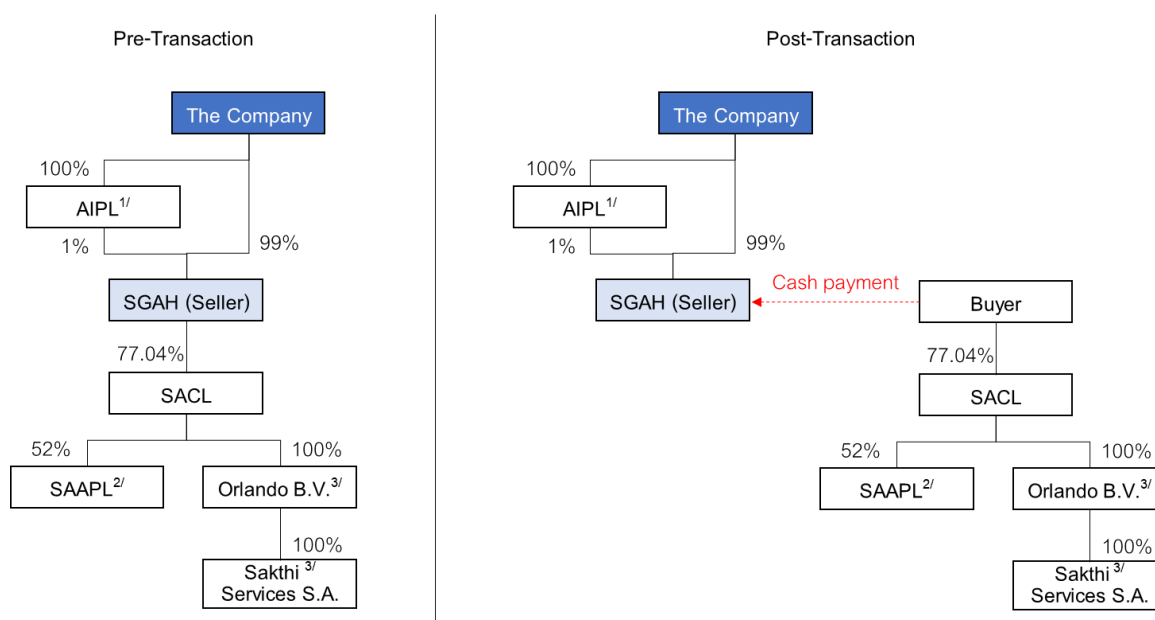 Pre-Transaction
The Company
100%
AIPL1/
1%
99%
SGAH (Seller)
77.04%
SACL
52%
100%
SAAPL2/
Orlando B.V.3/
100%
Sakthi 3/
Services S.A.
Post-Transaction
The Company
100%
AIPL1/
1%
99%
SGAH (Seller)
Cash payment
Buyer
77.04%
SACL
52%
100%
SAAPL2/
Orlando B.V.3/
100%
Sakthi 3/
Services S.A.